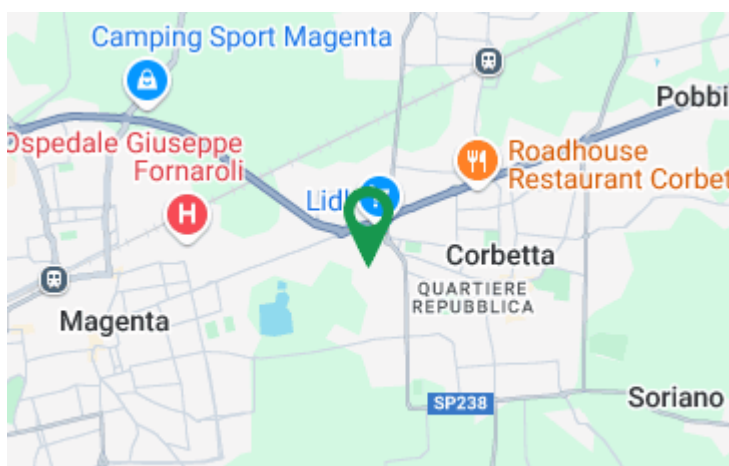 Camping Sport Magenta
Pobbi
Ospedale Giuseppe
Fornaroli
H
Roadhouse
Restaurant Corbet
Lidl
Corbetta
QUARTIERE
REPUBBLICA
Magenta
SP238
Soriano